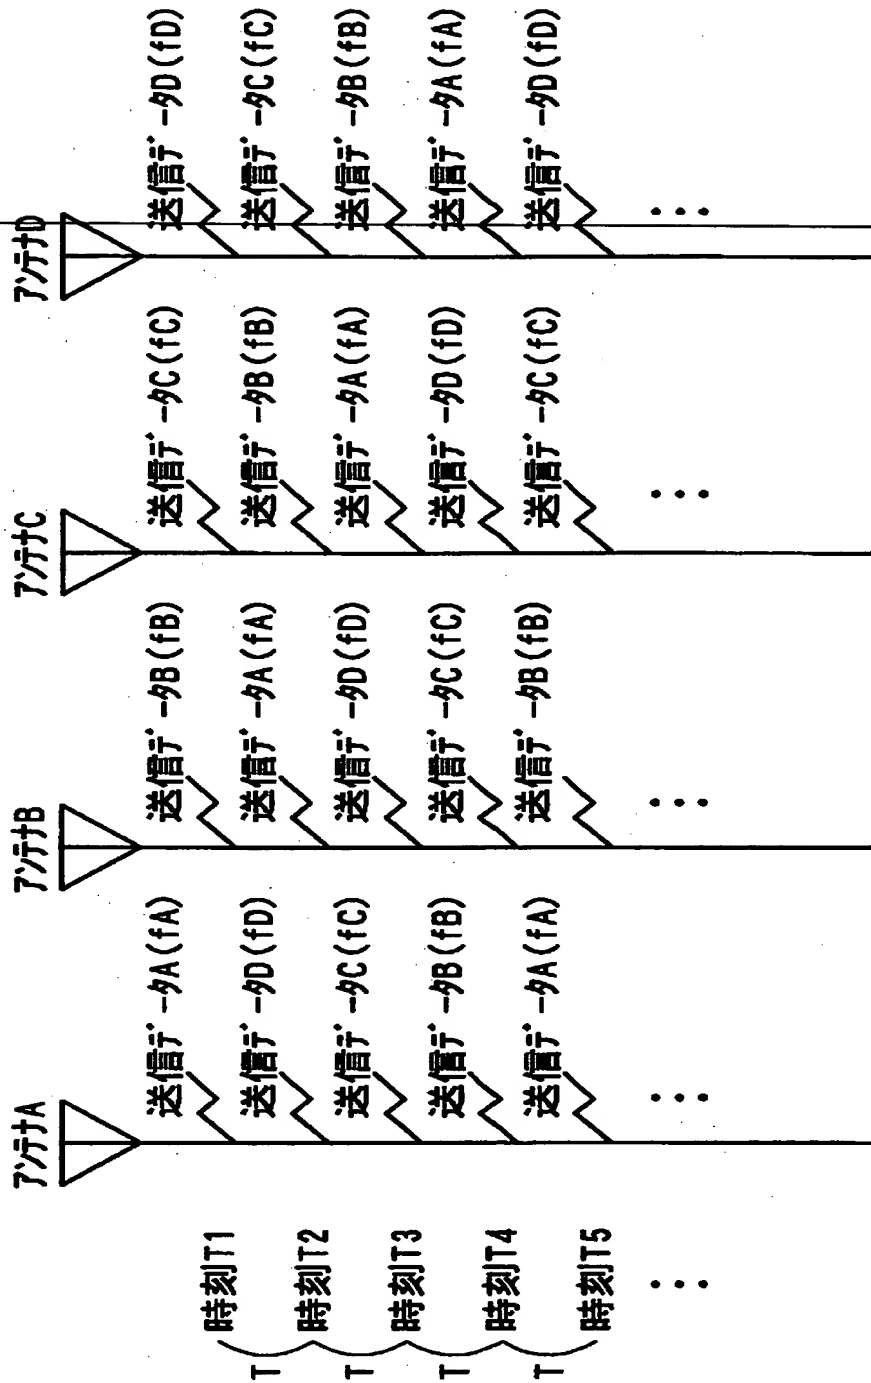 アンテナA
アンテナB
アンテナC
アンテナD
時刻T1
送信データA(fA)
送信データB(fB)
送信データC(fC)
送信データD(fD)
T
時刻T2
送信データD(fD)
送信データA(fA)
送信データB(fB)
送信データC(fC)
T
時刻T3
送信データC(fC)
送信データD(fD)
送信データA(fA)
送信データB(fB)
T
時刻T4
送信データB(fB)
送信データC(fC)
送信データD(fD)
送信データA(fA)
T
時刻T5
送信データA(fA)
送信データB(fB)
送信データC(fC)
送信データD(fD)